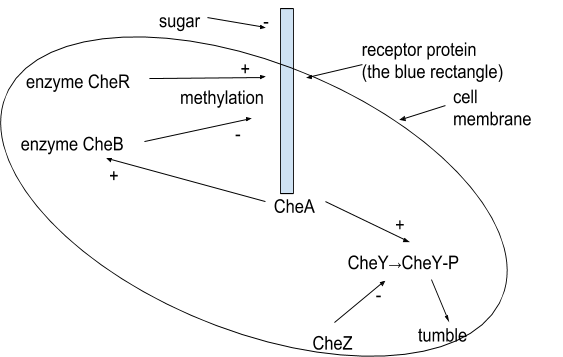 sugar
-
receptor protein
(the blue rectangle)
+
enzyme CheR
methylation
cell
membrane
enzyme CheB
-
+
CheA
+
CheY→CheY-P
-
CheZ
tumble